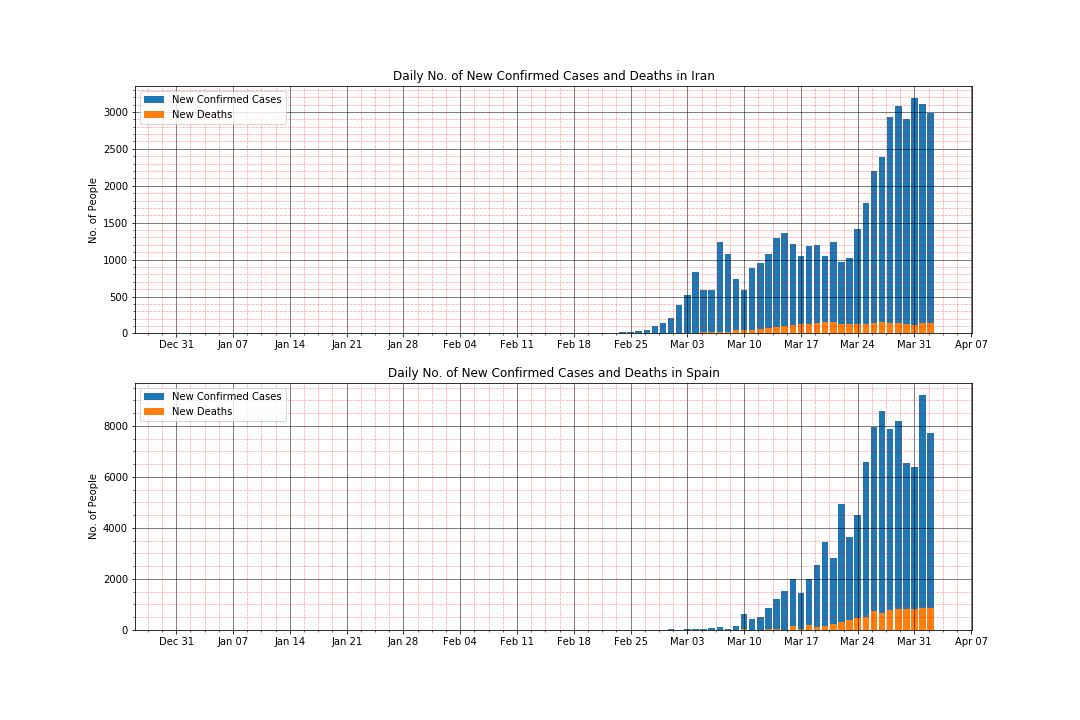 Daily No. of New Confirmed Cases and Deaths in Iran
New Confirmed Cases
New Deaths
No. of People
3000
2500
2000
1500
1000
500
0
Dec 31 Jan 07 Jan 14 Jan 21 Jan 28 Feb 04 Feb 11 Feb 18 Feb 25 Mar 03 Mar 10 Mar 17 Mar 24 Mar 31 Apr 07
Daily No. of New Confirmed Cases and Deaths in Spain
New Confirmed Cases
New Deaths
No. of People
8000
6000
4000
2000
0
Dec 31 Jan 07 Jan 14 Jan 21 Jan 28 Feb 04 Feb 11 Feb 18 Feb 25 Mar 03 Mar 10 Mar 17 Mar 24 Mar 31 Apr 07